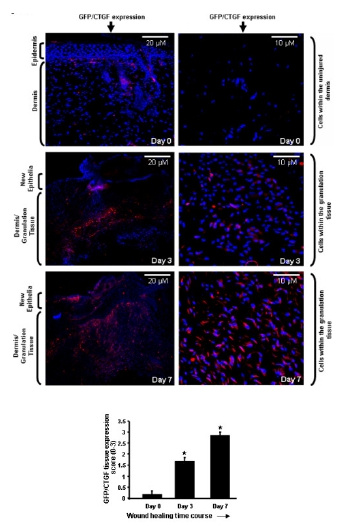 GFP/CTGF expression
GFP/CTGF expression
Epidermis
Dermis
20 µM
Day 0
10 µM
Day 0
Cells within the uninjured
dermis
New
Epithelia
Dermis/
Granulation
Tissue
20 µM
Day 3
10 µM
Day 3
Cells within the granulation
tissue
New
Epithelia
Dermis/
Granulation
Tissue
20 µM
Day 7
10 µM
Day 7
Cells within the granulation
tissue
GFP/CTGF tissue expression
score (0-3)
3.5
3
2.5
2
1.5
1
0.5
0
*
*
Day 0 Day 3 Day 7
Wound healing time course